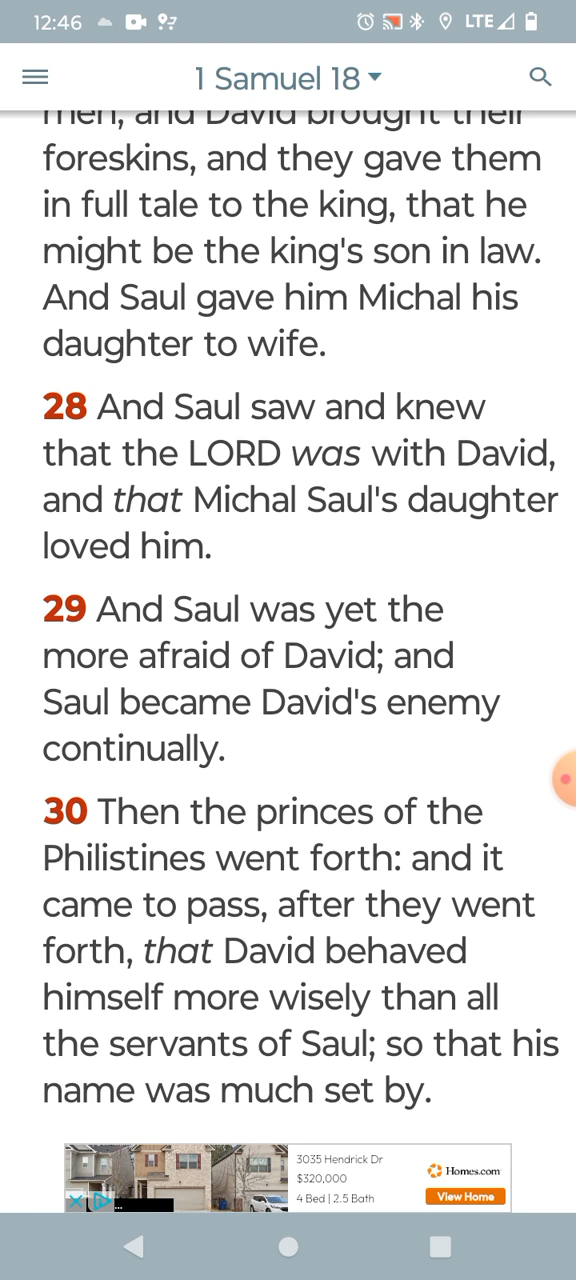 12:46
LTE
1 Samuel 18
men, and David brought their
foreskins, and they gave them
in full tale to the king, that he
might be the king's son in law.
And Saul gave him Michal his
daughter to wife.
28 And Saul saw and knew
that the LORD was with David,
and that Michal Saul's daughter
loved him.
29 And Saul was yet the
more afraid of David; and
Saul became David's enemy
continually.
30 Then the princes of the
Philistines went forth: and it
came to pass, after they went
forth, that David behaved
himself more wisely than all
the servants of Saul; so that his
name was much set by.
3035 Hendrick Dr
$320,000
4 Bed | 2.5 Bath
Homes.com
View Home
...